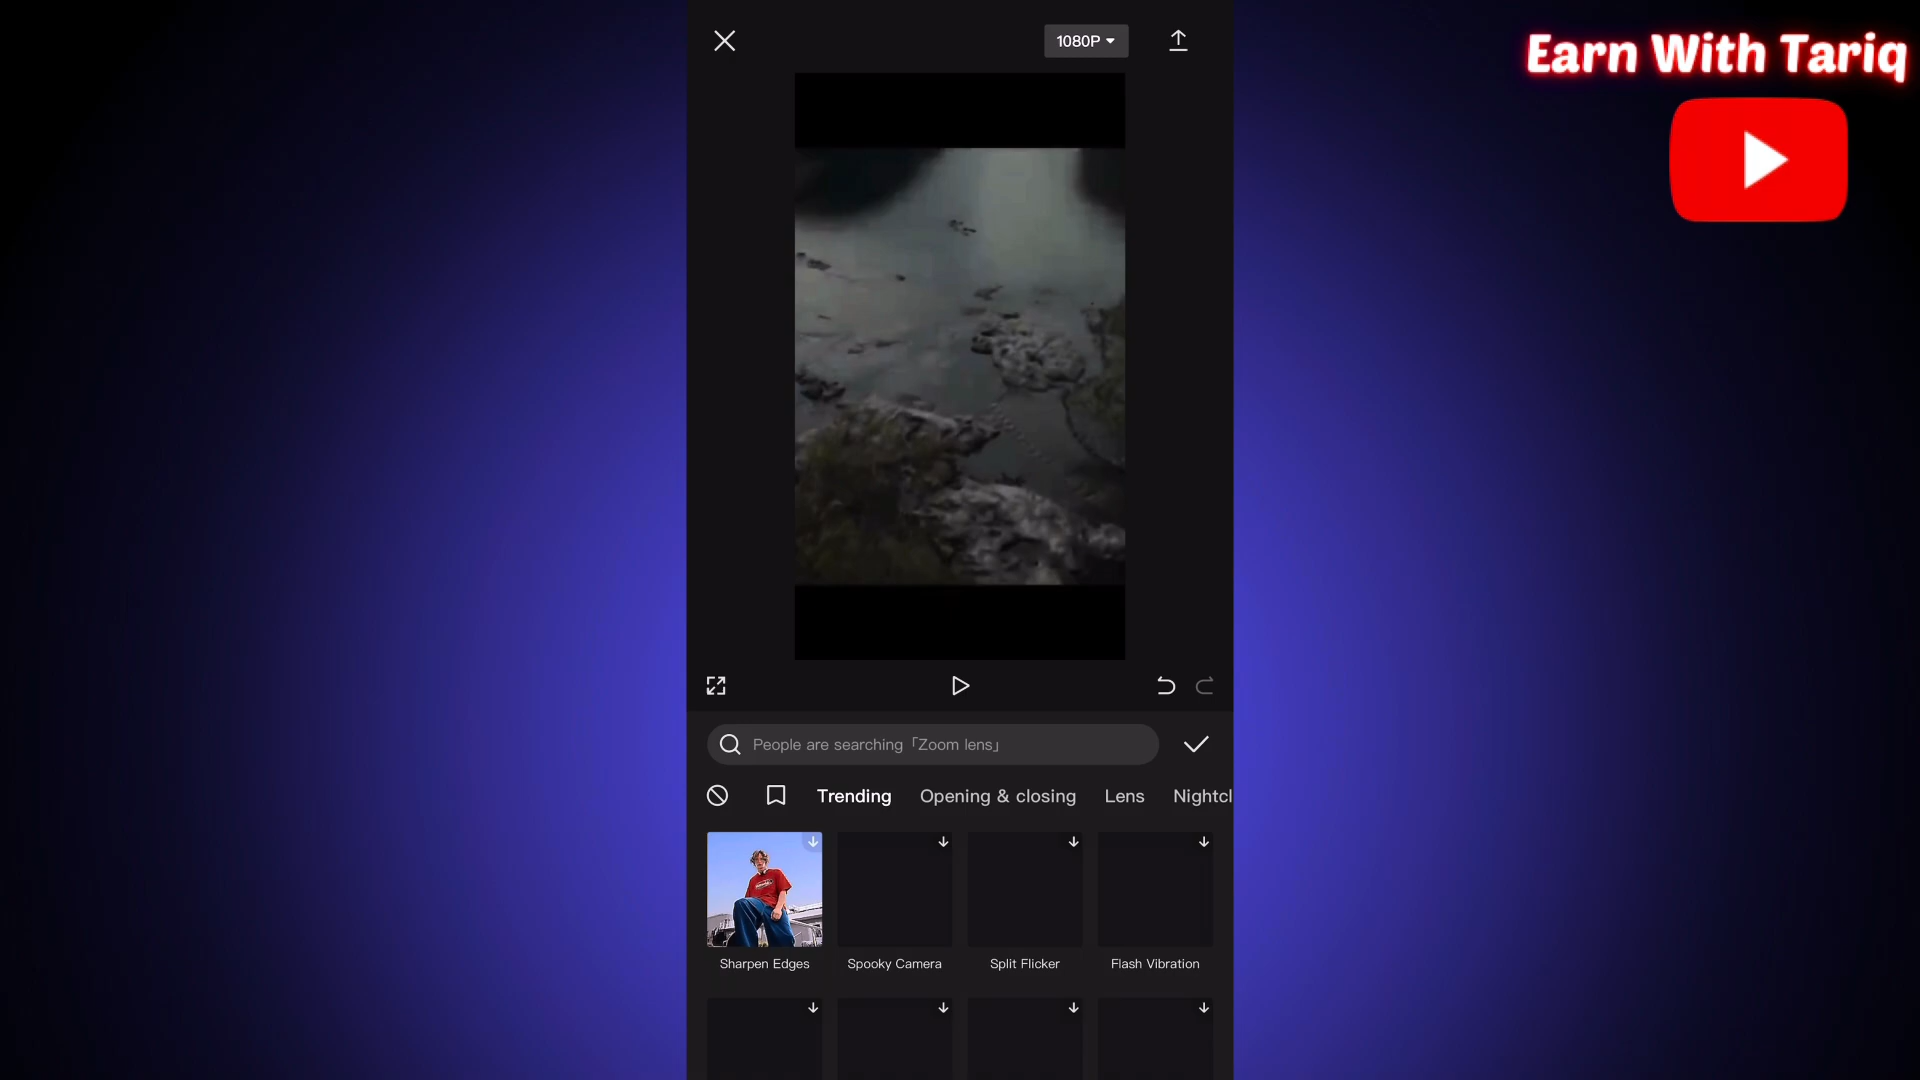 1080P
Earn With Tariq
People are searching「Zoom lens」
Trending Opening & closing Lens Nightcl
Sharpen Edges Spooky Camera Split Flicker Flash Vibration